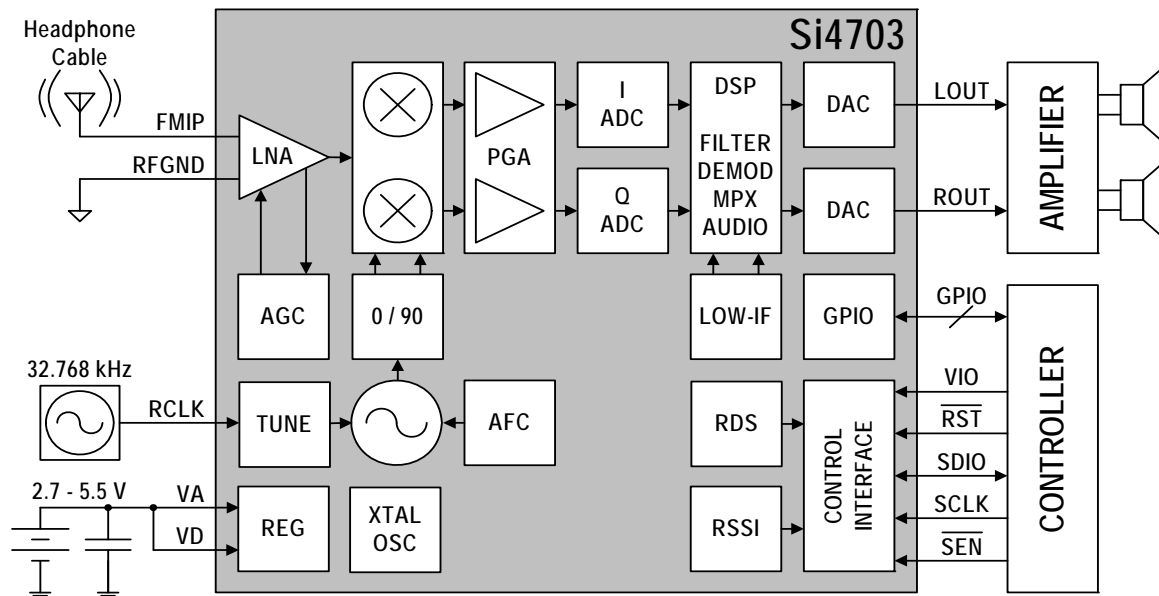 Si4703
Headphone
Cable
FMIP
RFGND
LNA
PGA
I
ADC
Q
ADC
DSP
FILTER
DEMOD
MPX
AUDIO
DAC
DAC
LOUT
ROUT
AMPLIFIER
AGC
0 / 90
LOW-IF
GPIO
GPIO
32.768 kHz
RCLK
TUNE
AFC
RDS
CONTROL
INTERFACE
VIO
RST
SDIO
SCLK
SEN
CONTROLLER
2.7 - 5.5 V
VA
VD
REG
XTAL
OSC
RSSI